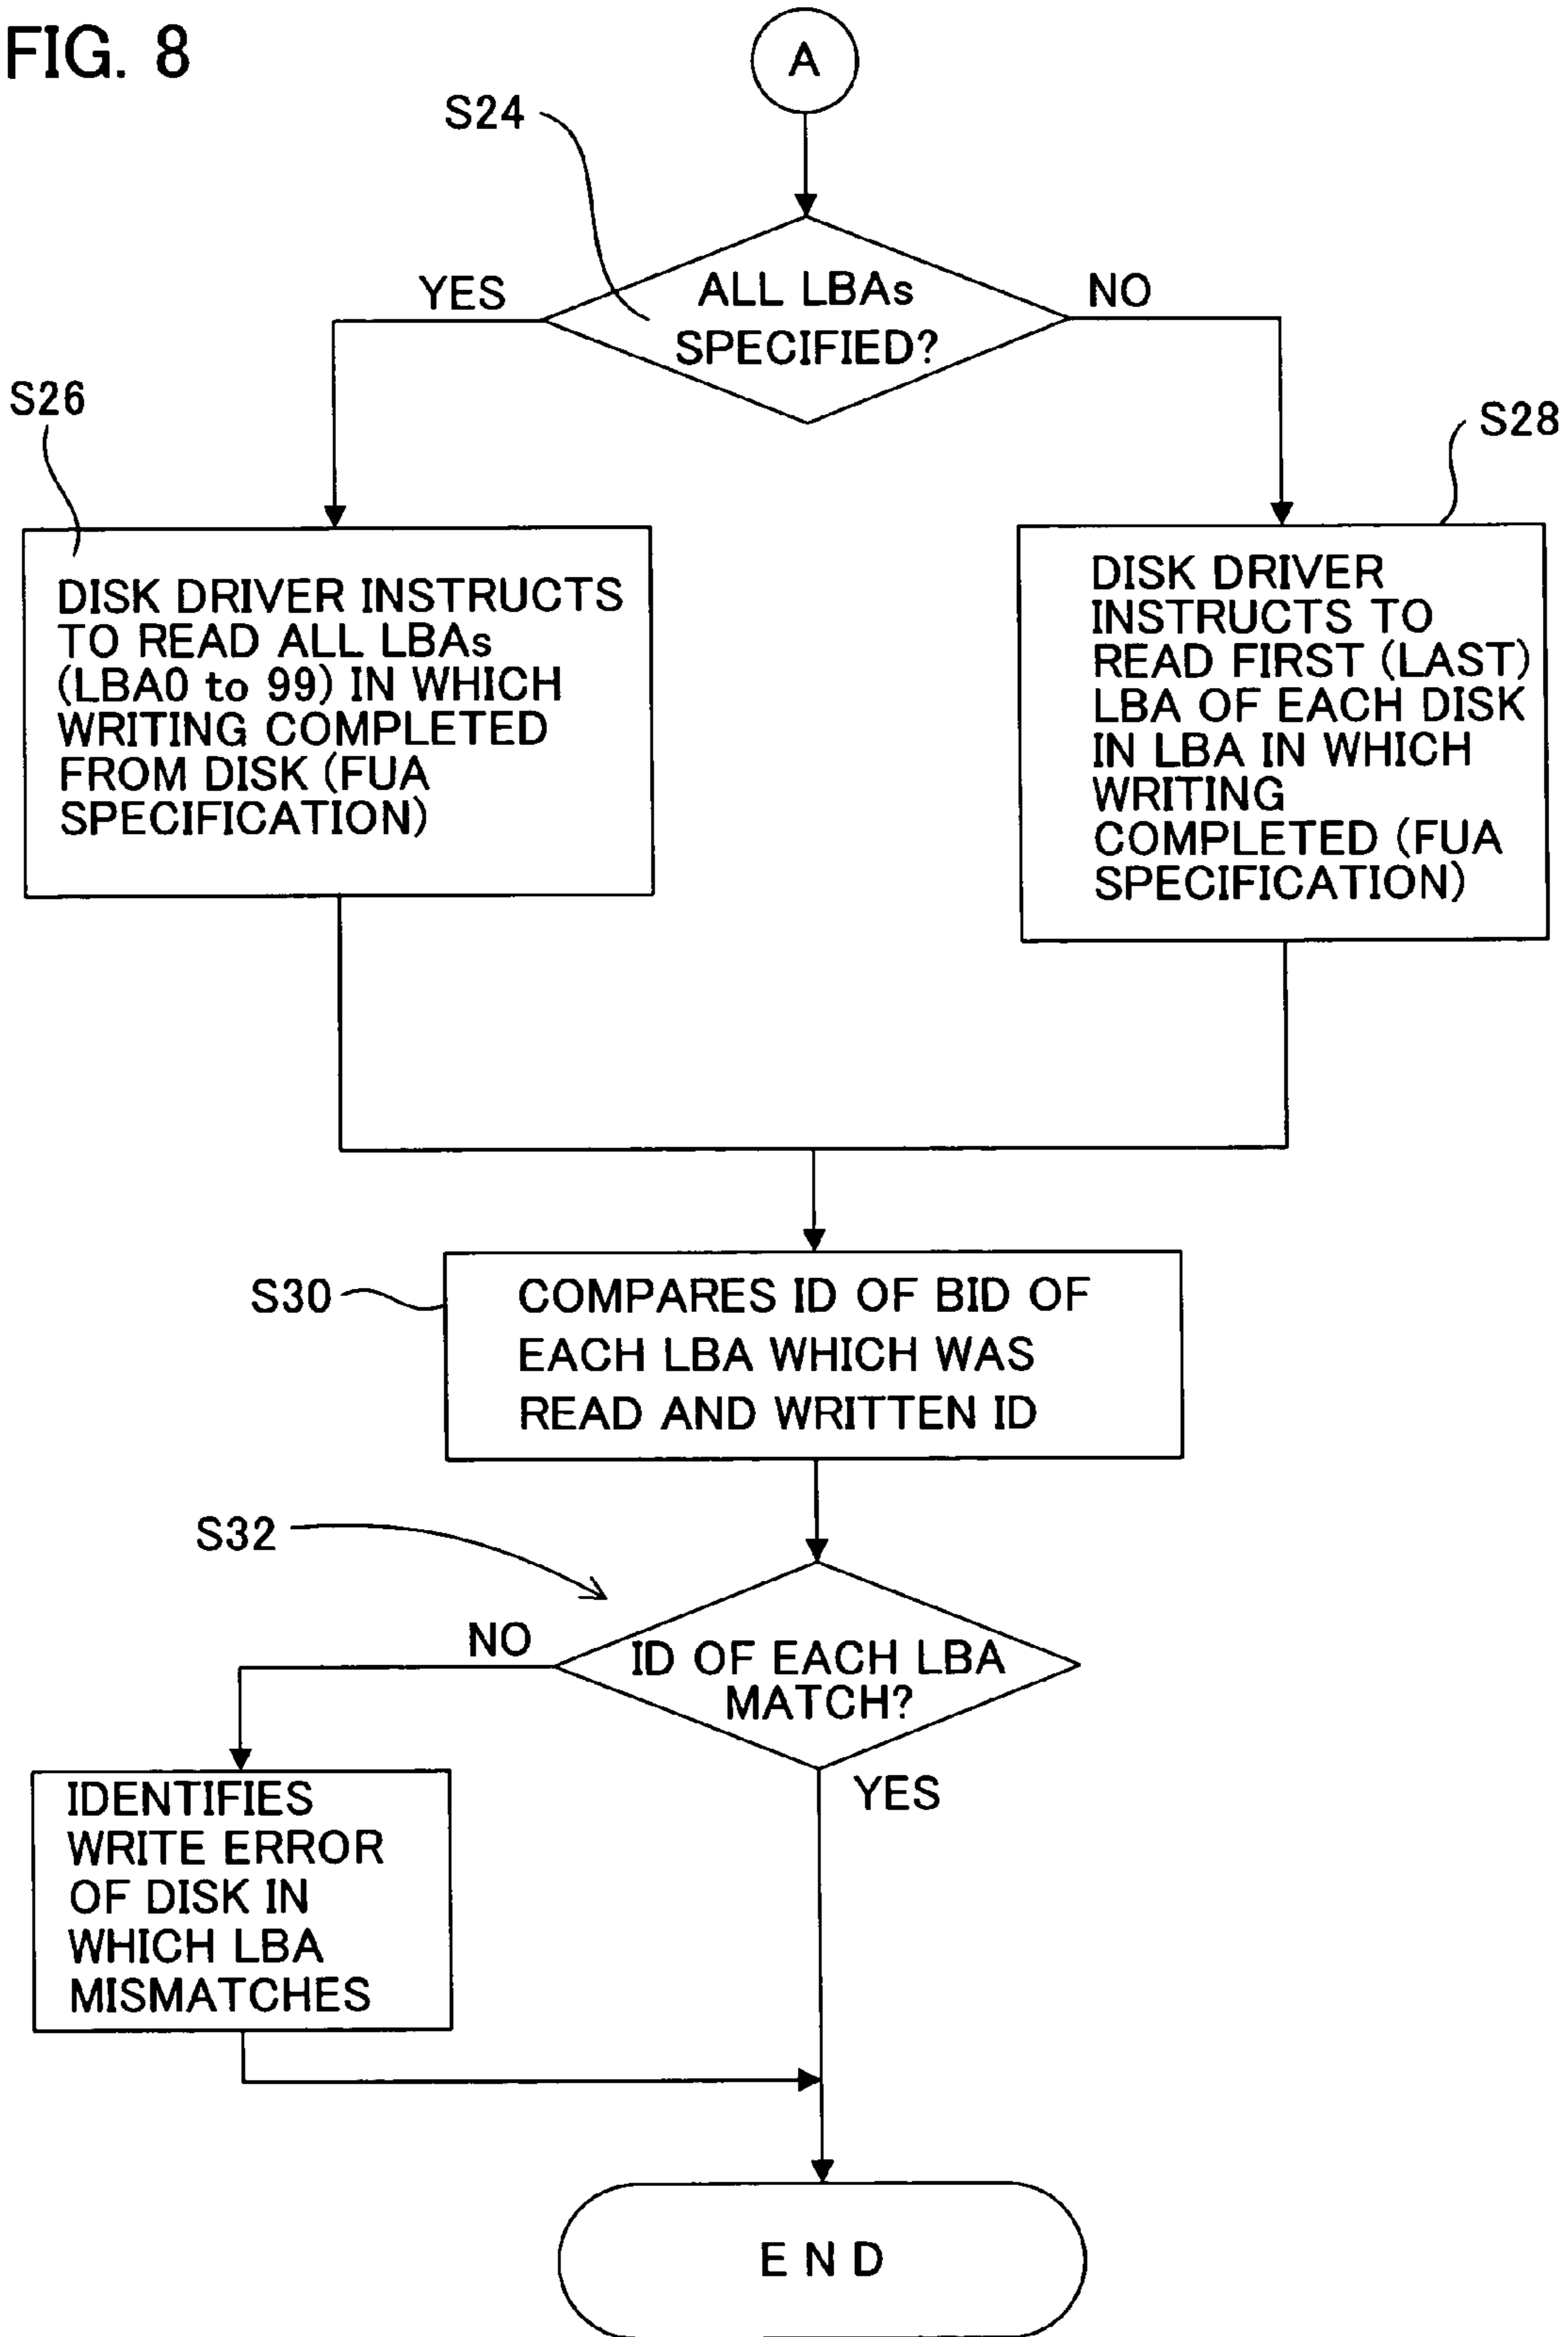 FIG. 8
A
S24
ALL LBAs
SPECIFIED?
YES
NO
S26
S28
DISK DRIVER INSTRUCTS
TO READ ALL LBAs
(LBA0 to 99) IN WHICH
WRITING COMPLETED
FROM DISK (FUA
SPECIFICATION)
DISK DRIVER
INSTRUCTS TO
READ FIRST (LAST)
LBA OF EACH DISK
IN LBA IN WHICH
WRITING
COMPLETED (FUA
SPECIFICATION)
S30
COMPARES ID OF BID OF
EACH LBA WHICH WAS
READ AND WRITTEN ID
S32
NO
ID OF EACH LBA
MATCH?
YES
IDENTIFIES
WRITE ERROR
OF DISK IN
WHICH LBA
MISMATCHES
END